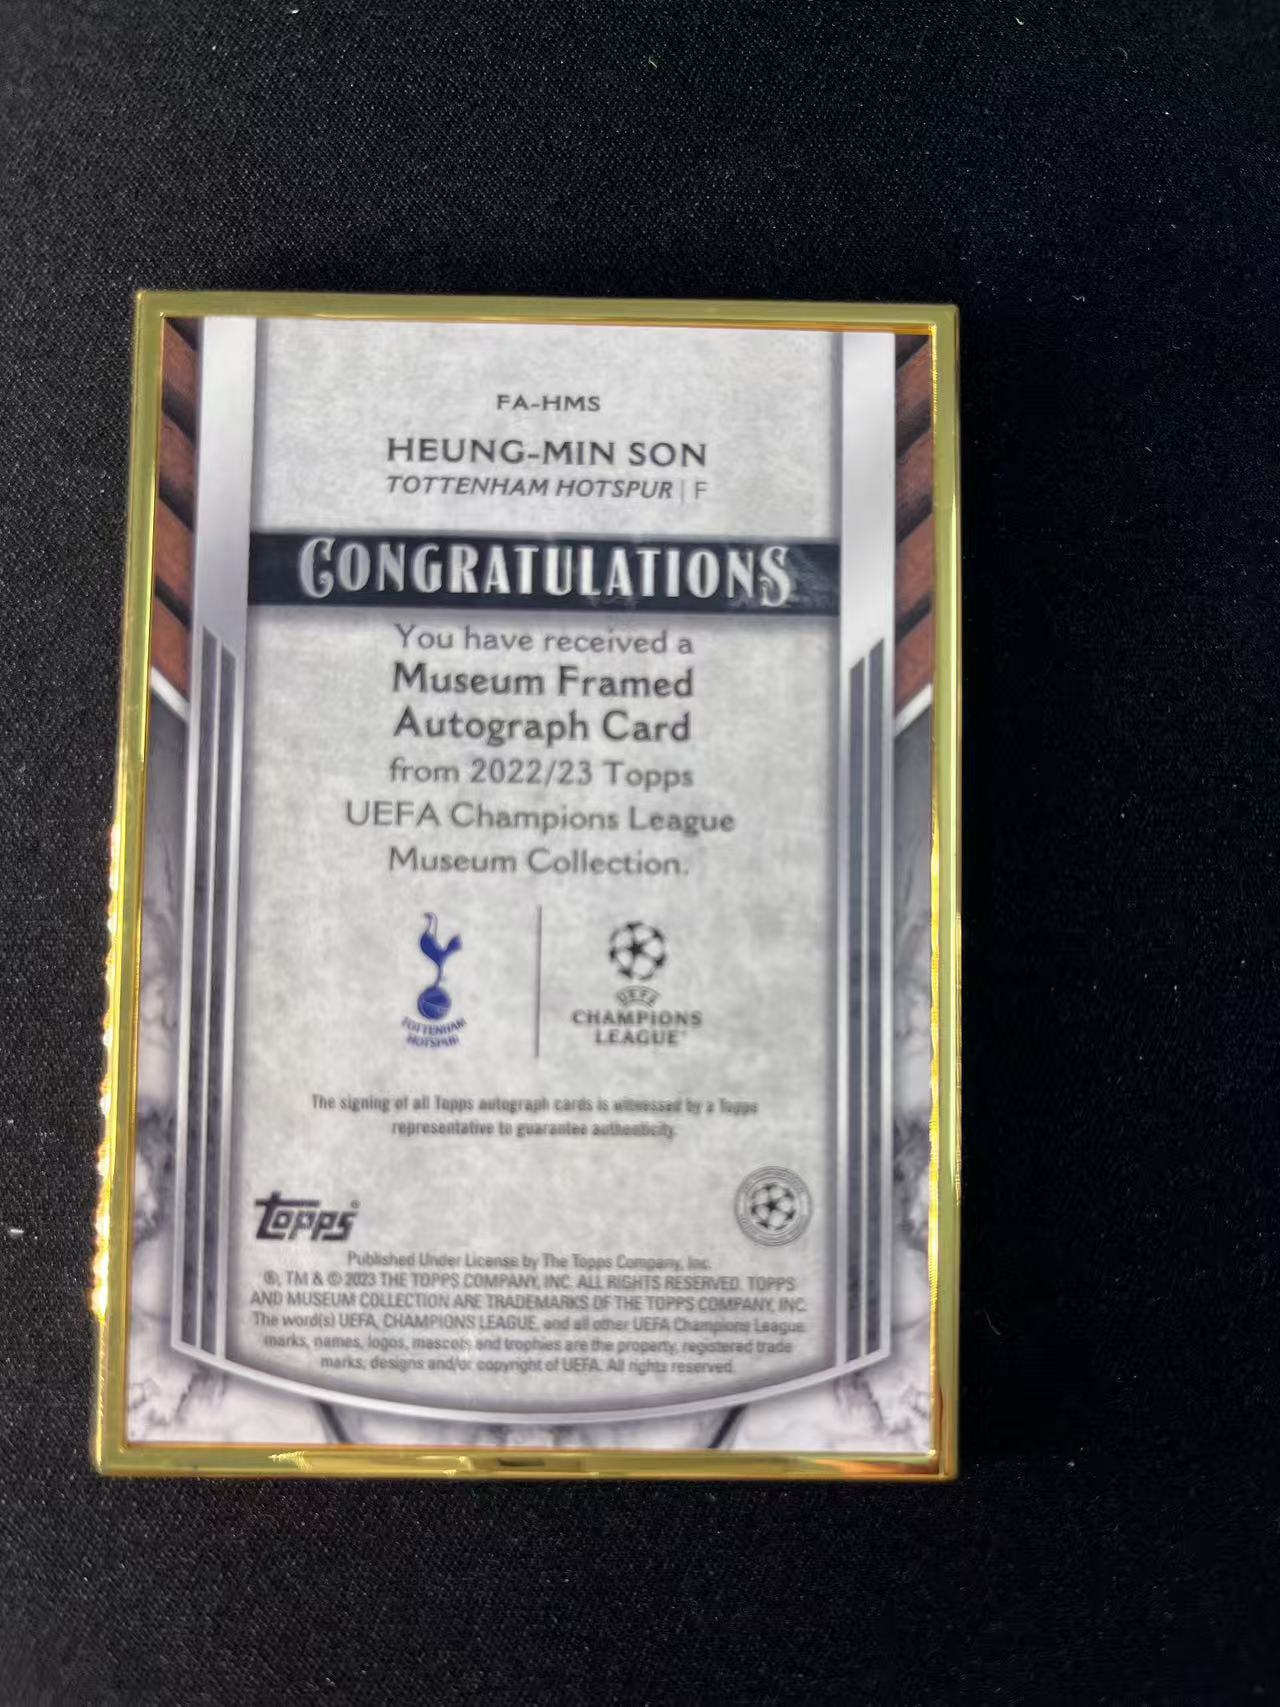 FA-HMS
HEUNG-MIN SON
TOTTENHAM HOTSPUR | F
CONGRATULATIONS
You have received a
Museum Framed
Autograph Card
from 2022/23 Topps
UEFA Champions League
Museum Collection.
TOTTENHAM
HOTSPUR
UEFA
CHAMPIONS
LEAGUE
The signing of all Topps autograph cards is witnessed by a Topps
representative to guarantee authenticity.
Topps®
Published Under License by The Topps Company, Inc.
®, TM & © 2023 THE TOPPS COMPANY, INC. ALL RIGHTS RESERVED. TOPPS
AND MUSEUM COLLECTION ARE TRADEMARKS OF THE TOPPS COMPANY, INC.
The word(s) UEFA, CHAMPIONS LEAGUE, and all other UEFA Champions League
marks, names, logos, mascots and trophies are the property, registered trade
marks, designs and/or copyright of UEFA. All rights reserved.